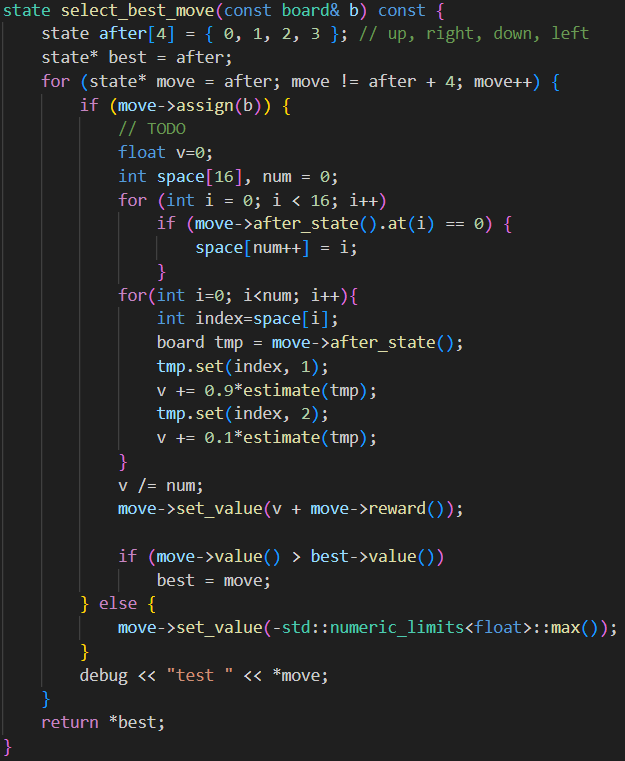 state select_best_move(const board& b) const {
    state after[4] = { 0, 1, 2, 3 }; // up, right, down, left
    state* best = after;
    for (state* move = after; move != after + 4; move++) {
        if (move->assign(b)) {
            // TODO
            float v=0;
            int space[16], num = 0;
            for (int i = 0; i < 16; i++)
                if (move->after_state().at(i) == 0) {
                    space[num++] = i;
                }
            for(int i=0; i<num; i++){
                int index=space[i];
                board tmp = move->after_state();
                tmp.set(index, 1);
                v += 0.9*estimate(tmp);
                tmp.set(index, 2);
                v += 0.1*estimate(tmp);
            }
            v /= num;
            move->set_value(v + move->reward());

            if (move->value() > best->value())
                best = move;
        } else {
            move->set_value(-std::numeric_limits<float>::max());
        }
        debug << "test " << *move;
    }
    return *best;
}